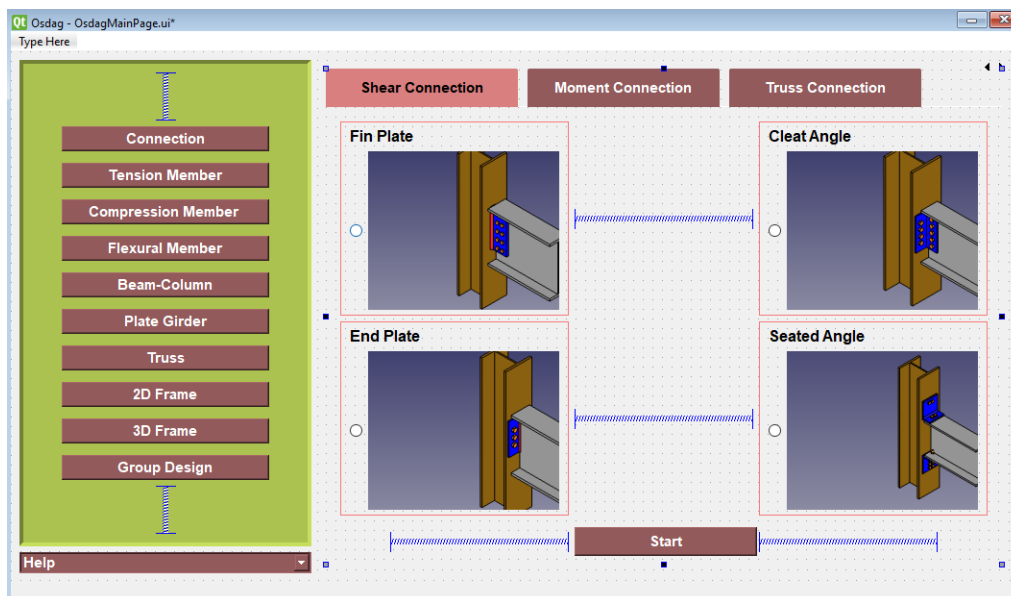 Qt Osdag - OsdagMainPage.ui*
Type Here
Connection
Tension Member
Compression Member
Flexural Member
Beam-Column
Plate Girder
Truss
2D Frame
3D Frame
Group Design
Help
Shear Connection
Moment Connection
Truss Connection
Fin Plate
Cleat Angle
End Plate
Seated Angle
Start